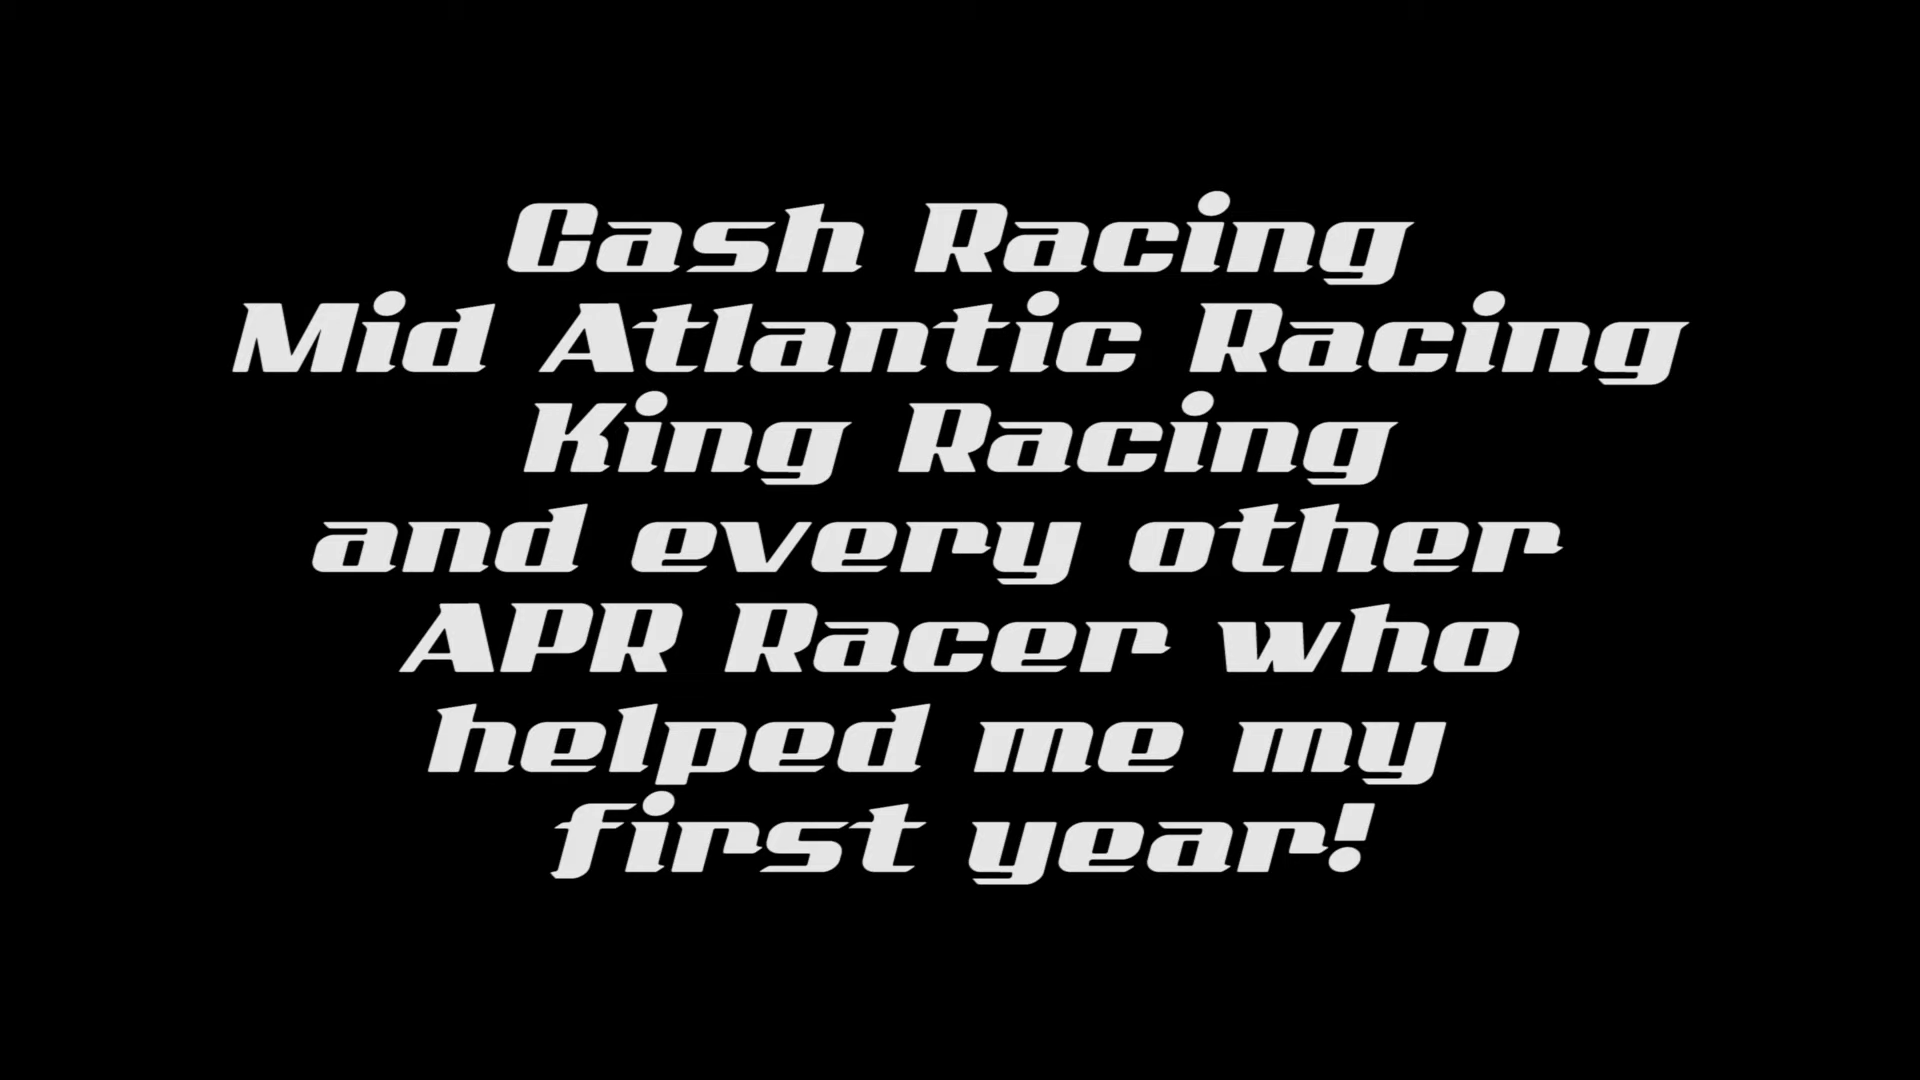 Cash Racing
Mid Atlantic Racing
King Racing
and every other
APR Racer who
helped me my
first year!